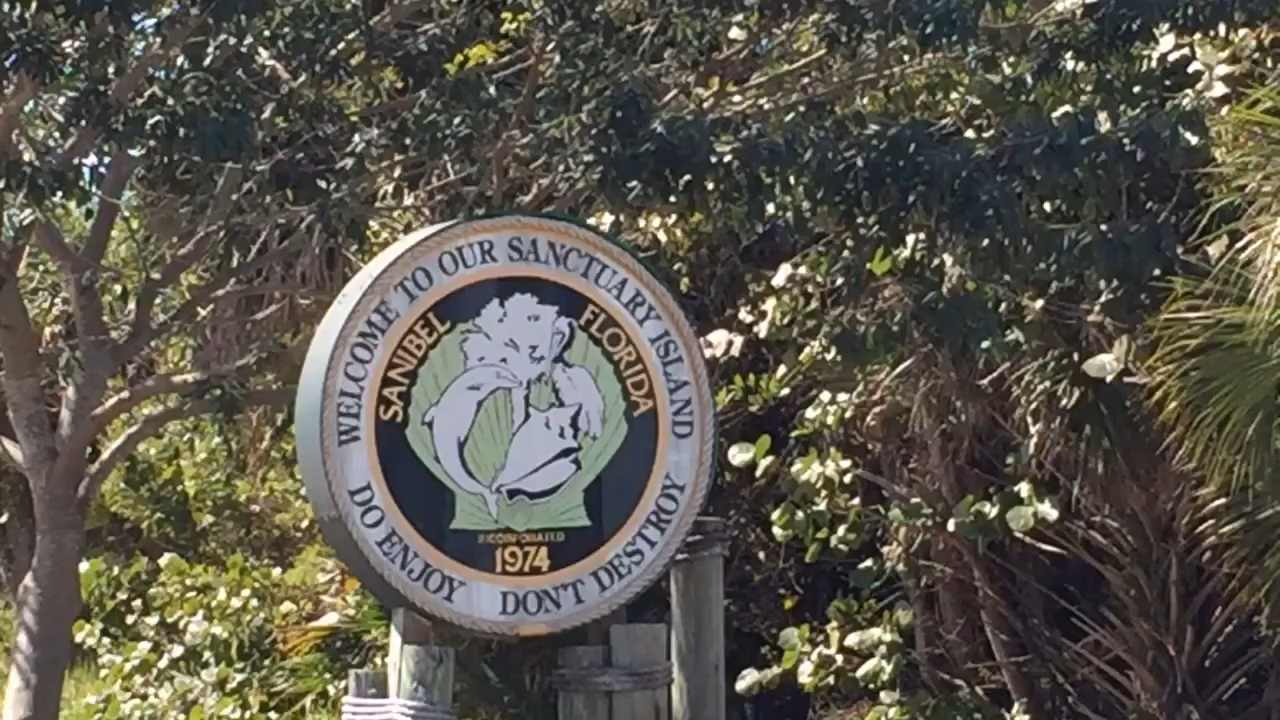 WELCOME TO OUR SANCTUARY ISLAND
SANIBEL
FLORIDA
INCORPORATED
1974
DO ENJOY DON'T DESTROY